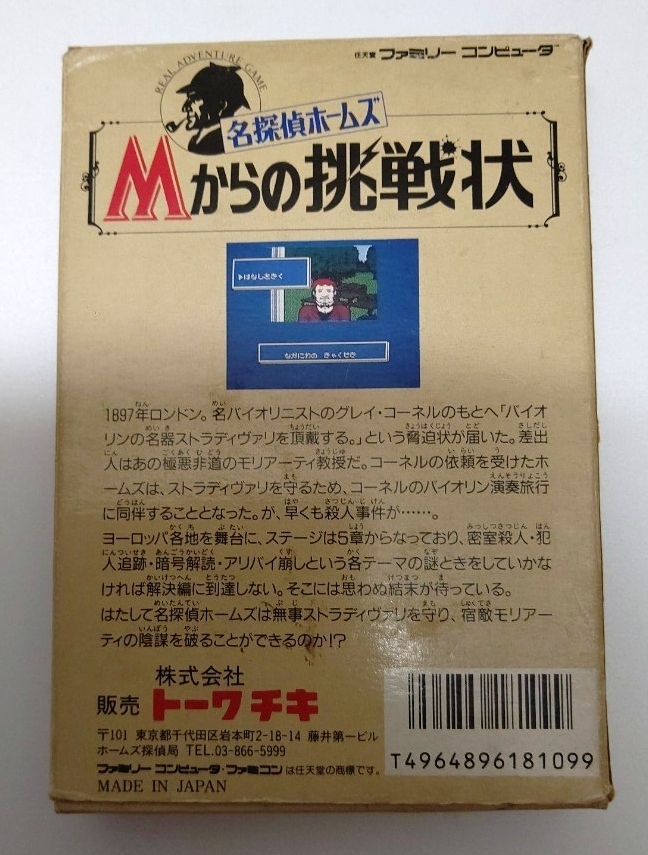 任天堂 ファミリー コンピュータ™
REAL ADVENTURE GAME
名探偵ホームズ
Mからの挑戦状
▶はなしをきく
なかにわの きゃくせき
1897年ロンドン。名バイオリニストのグレイ・コーネルのもとへ「バイオ
リンの名器ストラディヴァリを頂戴する。」という脅迫状が届いた。差出
人はあの極悪非道のモリアーティ教授だ。コーネルの依頼を受けたホ
ームズは、ストラディヴァリを守るため、コーネルのバイオリン演奏旅行
に同伴することとなった。が、早くも殺人事件が……。
ヨーロッパ各地を舞台に、ステージは5章からなっており、密室殺人・犯
人追跡・暗号解読・アリバイ崩しという各テーマの謎ときをしていかな
ければ解決編に到達しない。そこには思わぬ結末が待っている。
はたして名探偵ホームズは無事ストラディヴァリを守り、宿敵モリアー
ティの陰謀を破ることができるのか!?
株式会社
販売 トーワチキ
〒101 東京都千代田区岩本町2-18-14 藤井第一ビル
ホームズ探偵局 TEL.03-866-5999
ファミリー コンピュータ・ファミコンは任天堂の商標です。
MADE IN JAPAN
T4964896181099